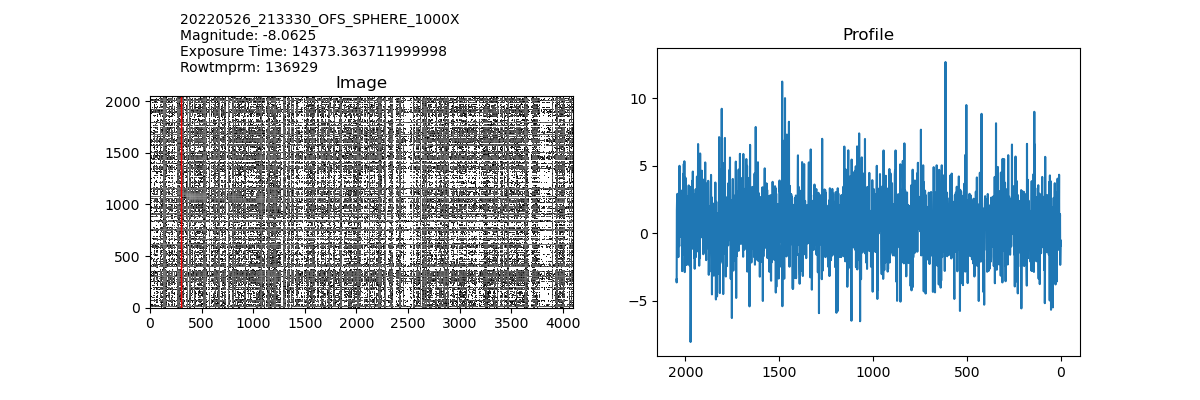 20220526_213330_OFS_SPHERE_1000X
Magnitude: -8.0625
Exposure Time: 14373.363711999998
Rowtmprm: 136929
Image
2000
1500
1000
500
0
0 500 1000 1500 2000 2500 3000 3500 4000
Profile
10
5
0
−5
2000 1500 1000 500 0